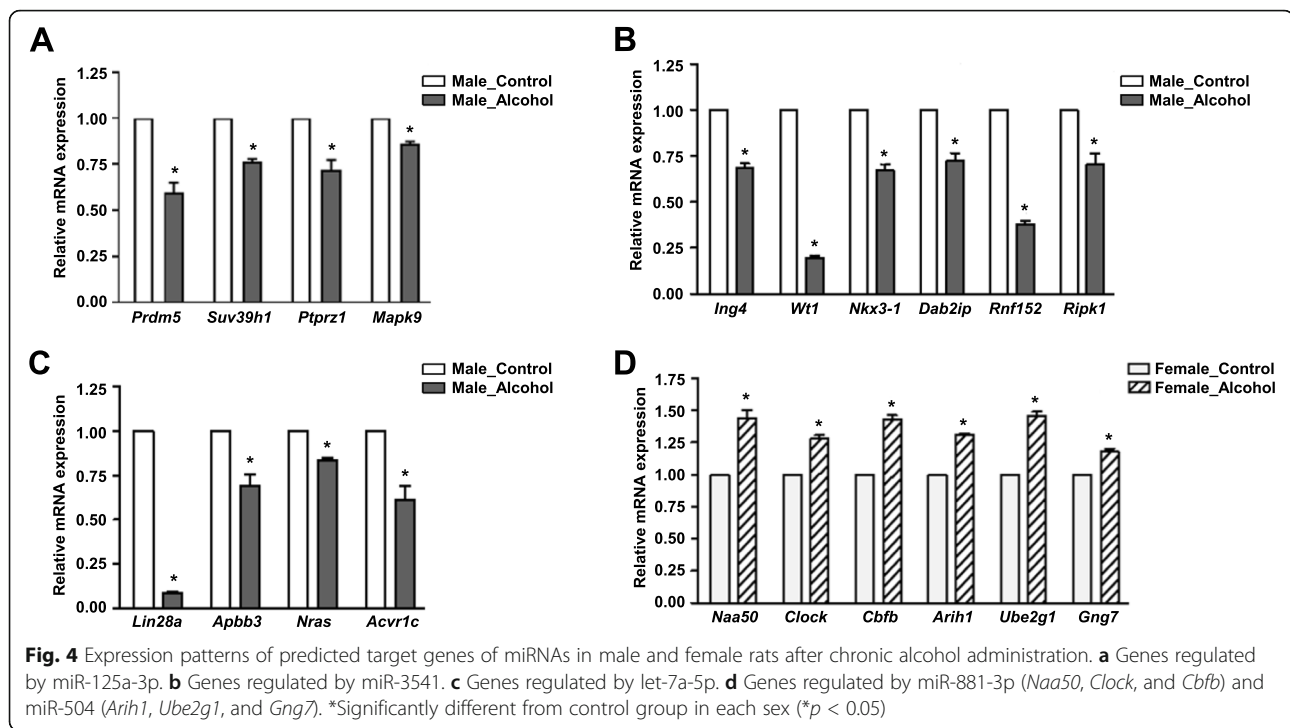 A
1.25
1.00
0.75
0.50
0.25
0.00
Relative mRNA expression
Male_Control
Male_Alcohol
*
*
*
*
Prdm5 Suv39h1 Ptprz1 Mapk9
B
1.25
1.00
0.75
0.50
0.25
0.00
Relative mRNA expression
Male_Control
Male_Alcohol
*
*
*
*
*
*
Ing4 Wt1 Nkx3-1 Dab2ip Rnf152 Ripk1
C
1.25
1.00
0.75
0.50
0.25
0.00
Relative mRNA expression
Male_Control
Male_Alcohol
*
*
*
*
Lin28a Apbb3 Nras Acvr1c
D
1.75
1.50
1.25
1.00
0.75
0.50
0.25
0.00
Relative mRNA expression
Female_Control
Female_Alcohol
*
*
*
*
*
*
Naa50 Clock Cbfb Arih1 Ube2g1 Gng7
Fig. 4 Expression patterns of predicted target genes of miRNAs in male and female rats after chronic alcohol administration. a Genes regulated
by miR-125a-3p. b Genes regulated by miR-3541. c Genes regulated by let-7a-5p. d Genes regulated by miR-881-3p (Naa50, Clock, and Cbfb) and
miR-504 (Arih1, Ube2g1, and Gng7). *Significantly different from control group in each sex (*p < 0.05)